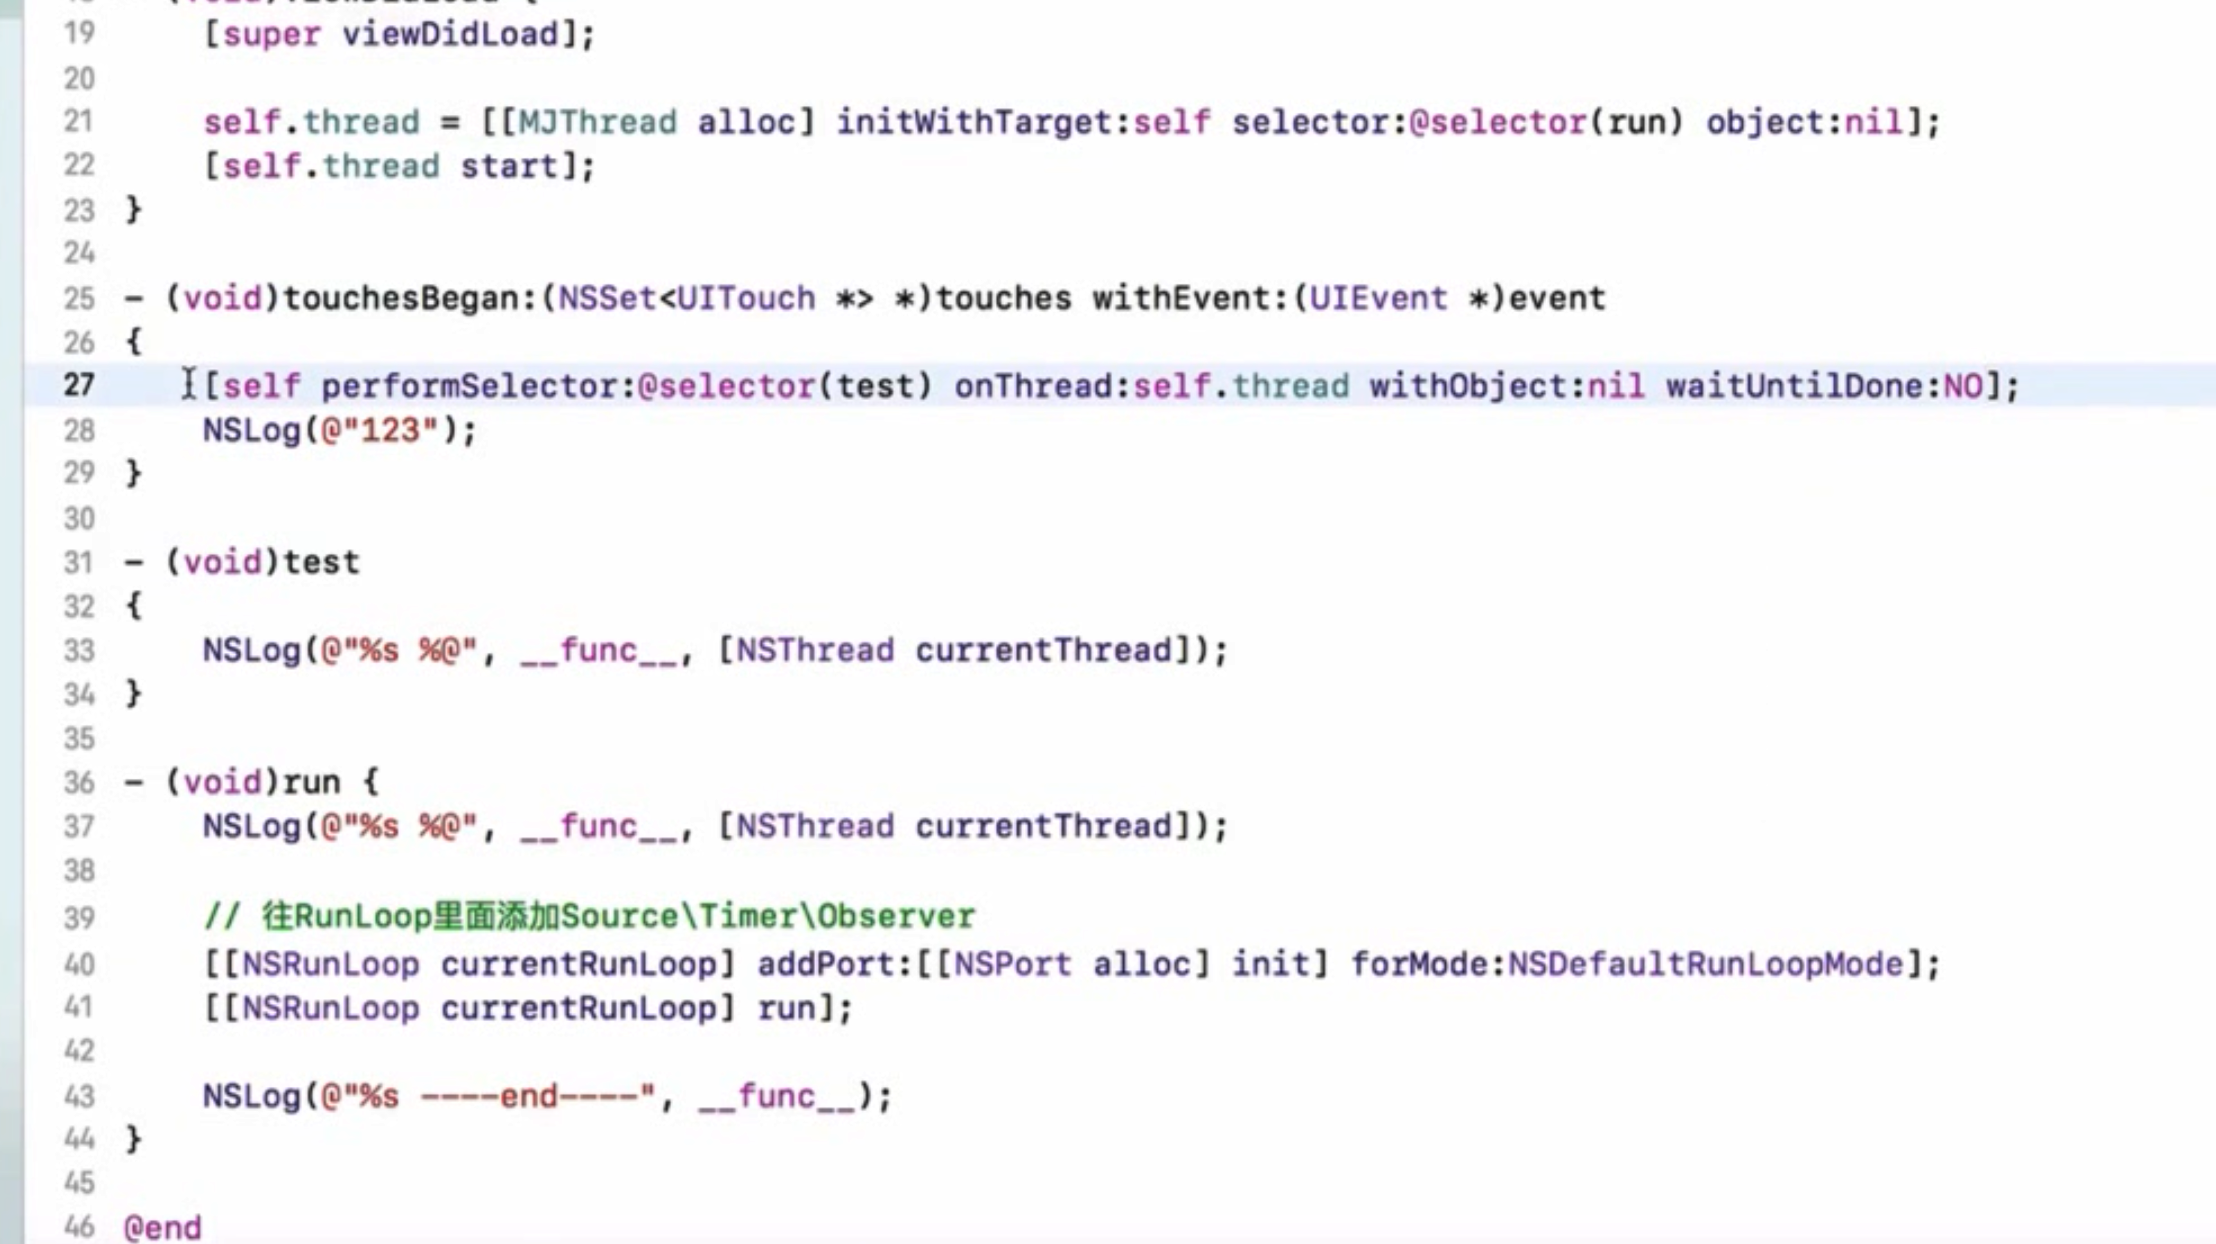 19 [super viewDidLoad];
20
21 self.thread = [[MJThread alloc] initWithTarget:self selector:@selector(run) object:nil];
22 [self.thread start];
23 }
24
25 - (void)touchesBegan:(NSSet<UITouch *> *)touches withEvent:(UIEvent *)event
26 {
27 [self performSelector:@selector(test) onThread:self.thread withObject:nil waitUntilDone:NO];
28 NSLog(@"123");
29 }
30
31 - (void)test
32 {
33 NSLog(@"%s %@", __func__, [NSThread currentThread]);
34 }
35
36 - (void)run {
37 NSLog(@"%s %@", __func__, [NSThread currentThread]);
38
39 // 往RunLoop里面添加Source\Timer\Observer
40 [[NSRunLoop currentRunLoop] addPort:[[NSPort alloc] init] forMode:NSDefaultRunLoopMode];
41 [[NSRunLoop currentRunLoop] run];
42
43 NSLog(@"%s ----end----", __func__);
44 }
45
46 @end